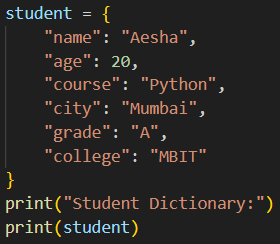 student = {
    "name": "Aesha",
    "age": 20,
    "course": "Python",
    "city": "Mumbai",
    "grade": "A",
    "college": "MBIT"
}
print("Student Dictionary:")
print(student)